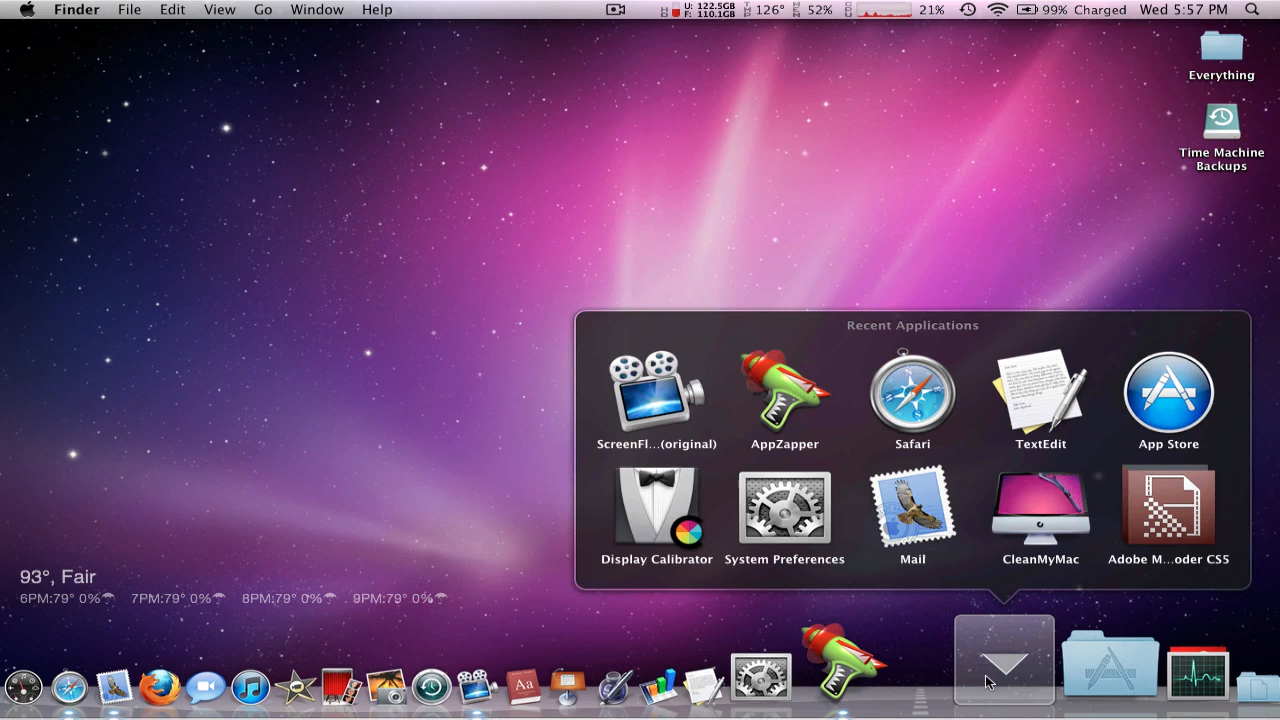 Finder File Edit View Go Window Help U: 122.5GB 126° 52% 21% 99% Charged Wed 5:57 PM
F: 110.1GB
Everything
Time Machine
Backups
Recent Applications
ScreenFl...(original) AppZapper Safari TextEdit App Store
Display Calibrator System Preferences Mail CleanMyMac Adobe M...oder CS5
93°, Fair
6PM:79° 0% 7PM:79° 0% 8PM:79° 0% 9PM:79° 0%
Aa